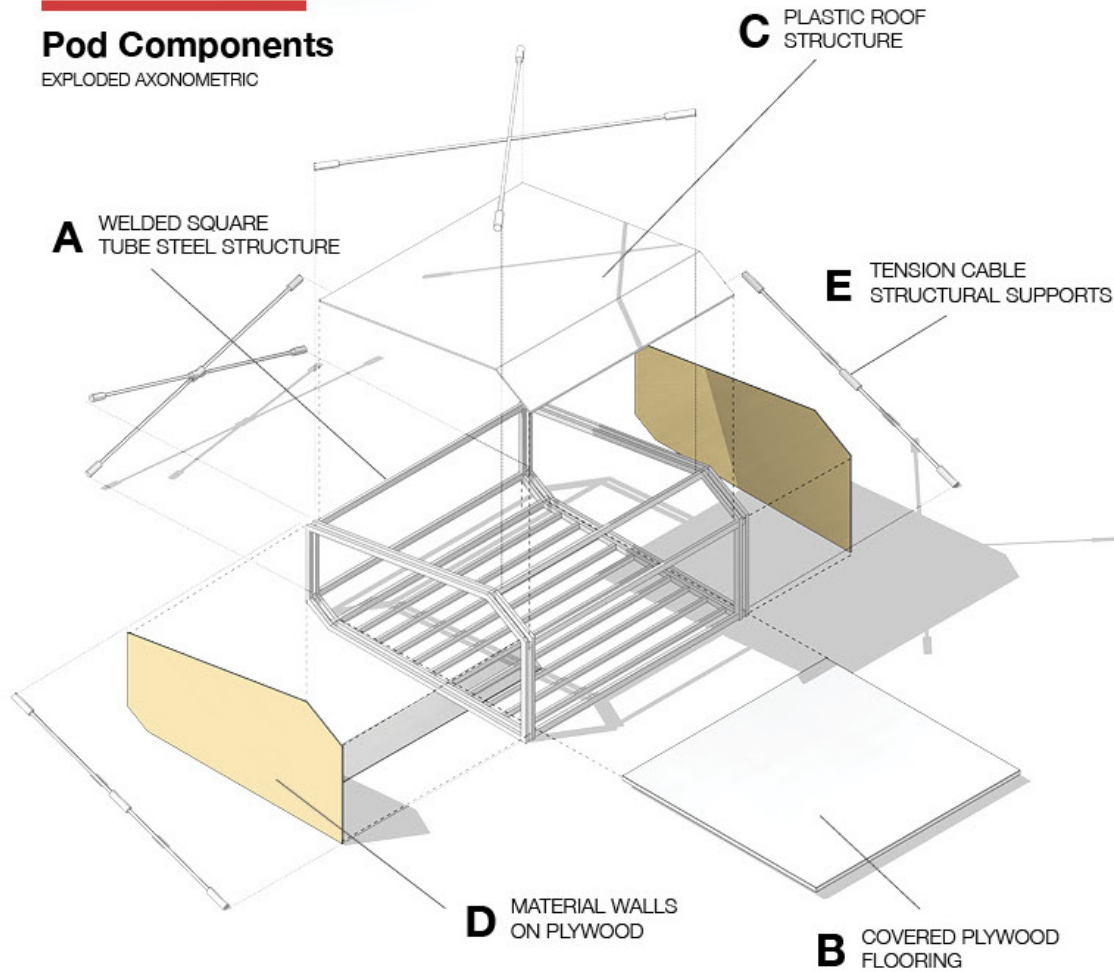 Pod Components
EXPLODED AXONOMETRIC
C PLASTIC ROOF
STRUCTURE
A WELDED SQUARE
TUBE STEEL STRUCTURE
E TENSION CABLE
STRUCTURAL SUPPORTS
D MATERIAL WALLS
ON PLYWOOD
B COVERED PLYWOOD
FLOORING